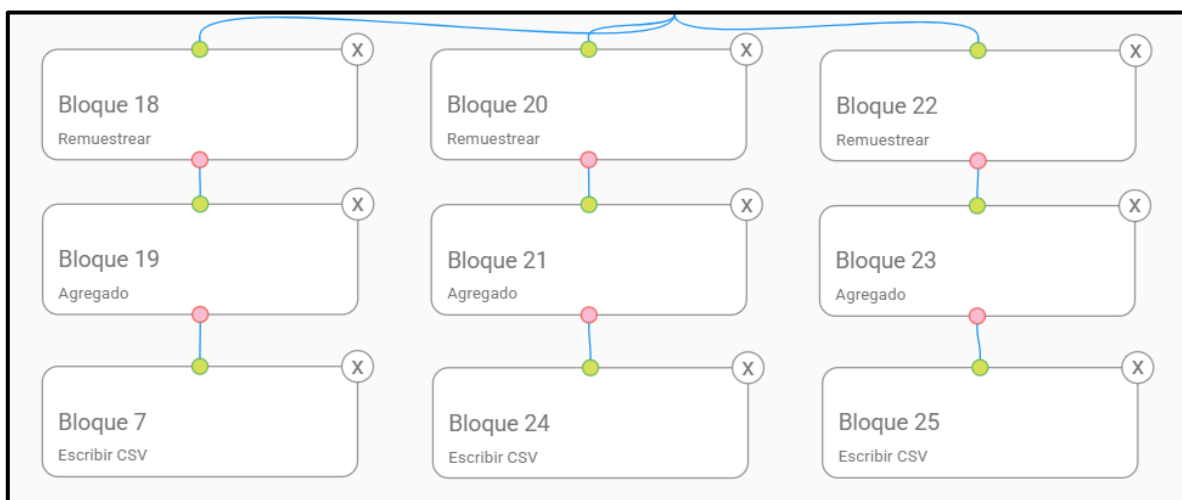 X
X
X
Bloque 18
Remuestrear
Bloque 20
Remuestrear
Bloque 22
Remuestrear
X
X
X
Bloque 19
Agregado
Bloque 21
Agregado
Bloque 23
Agregado
X
X
X
Bloque 7
Escribir CSV
Bloque 24
Escribir CSV
Bloque 25
Escribir CSV